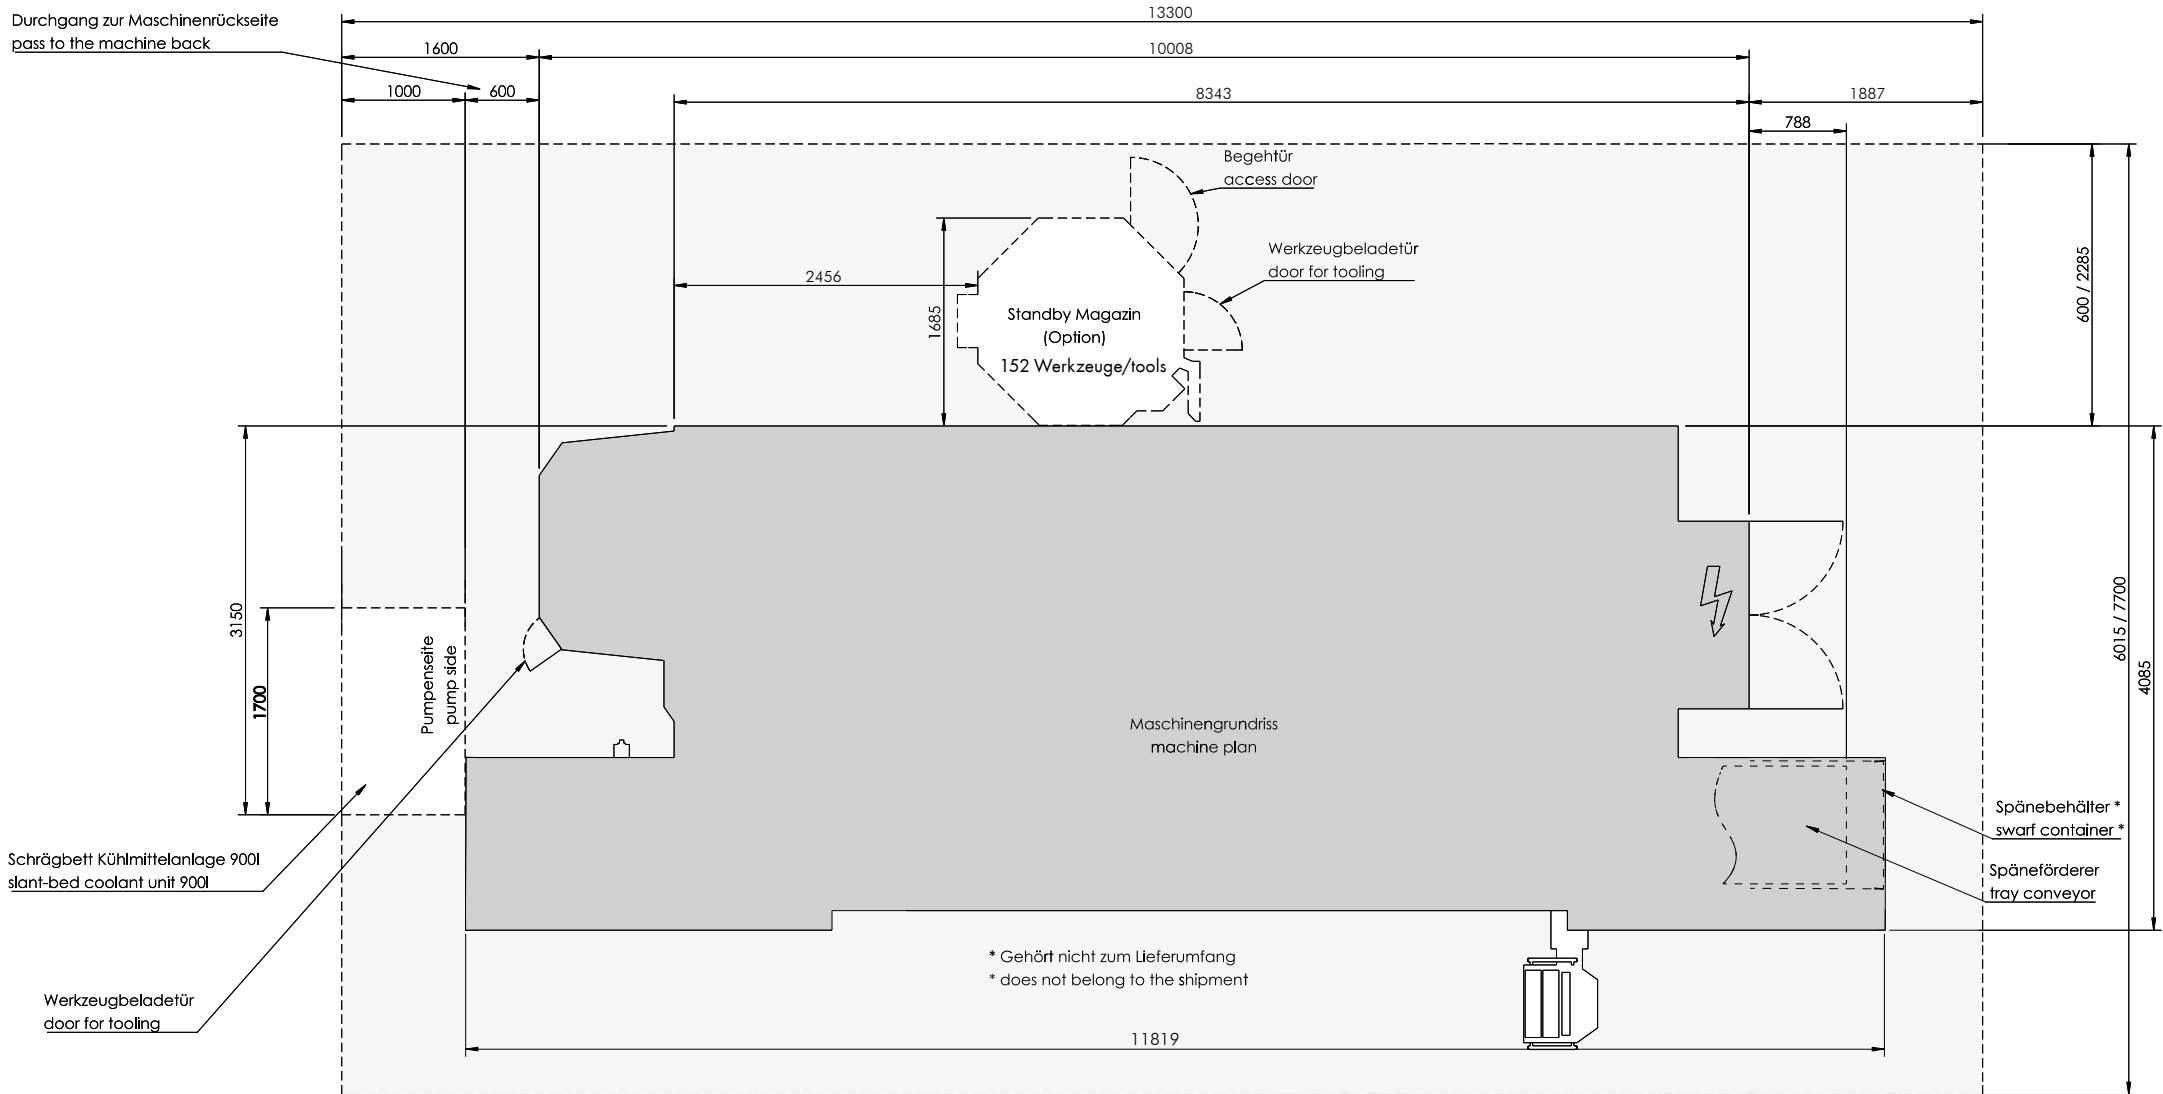 Durchgang zur Maschinenrückseite
pass to the machine back
13300
1600
10008
1000
600
8343
1887
788
Begehtür
access door
Werkzeugbeladetür
door for tooling
2456
1685
Standby Magazin
(Option)
152 Werkzeuge/tools
600 / 2285
3150
1700
Pumpenseite
pump side
6015 / 7700
4085
Maschinengrundriss
machine plan
Schrägbett Kühlmittelanlage 900l
slant-bed coolant unit 900l
Spänebehälter *
swarf container *
Späneförderer
tray conveyor
* Gehört nicht zum Lieferumfang
* does not belong to the shipment
Werkzeugbeladetür
door for tooling
11819